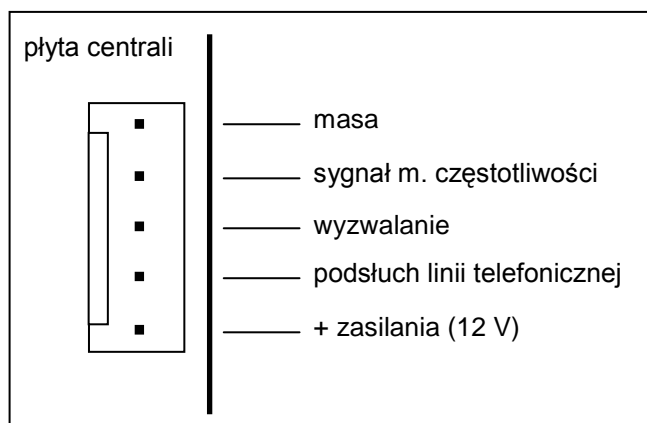 płyta centrali
masa
sygnał m. częstotliwości
wyzwalanie
podsłuch linii telefonicznej
+ zasilania (12 V)